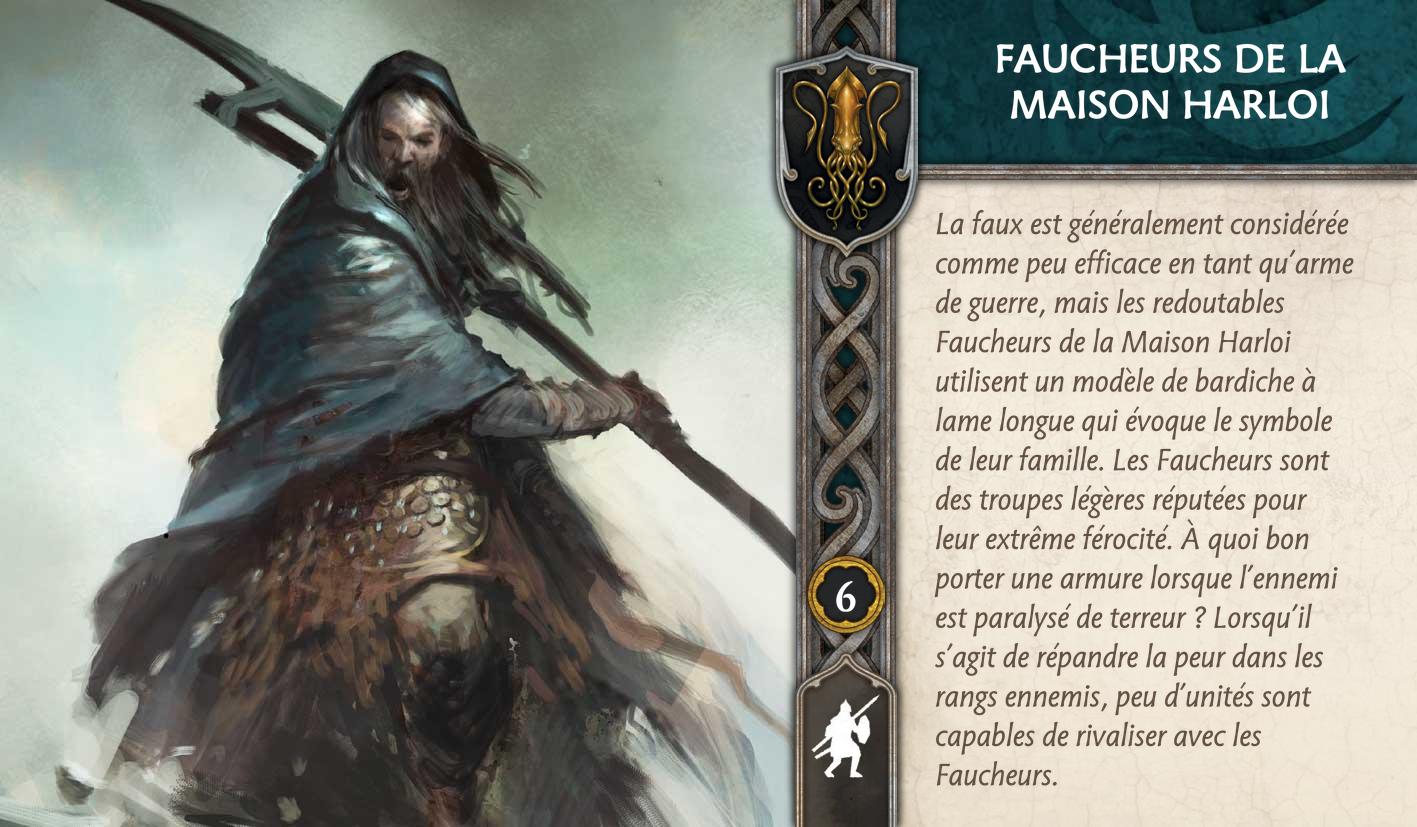 FAUCHEURS DE LA
MAISON HARLOI
La faux est généralement considérée
comme peu efficace en tant qu'arme
de guerre, mais les redoutables
Faucheurs de la Maison Harloi
utilisent un modèle de bardiche à
lame longue qui évoque le symbole
de leur famille. Les Faucheurs sont
des troupes légères réputées pour
leur extrême férocité. À quoi bon
porter une armure lorsque l'ennemi
est paralysé de terreur ? Lorsqu'il
s'agit de répandre la peur dans les
rangs ennemis, peu d'unités sont
capables de rivaliser avec les
Faucheurs.
6